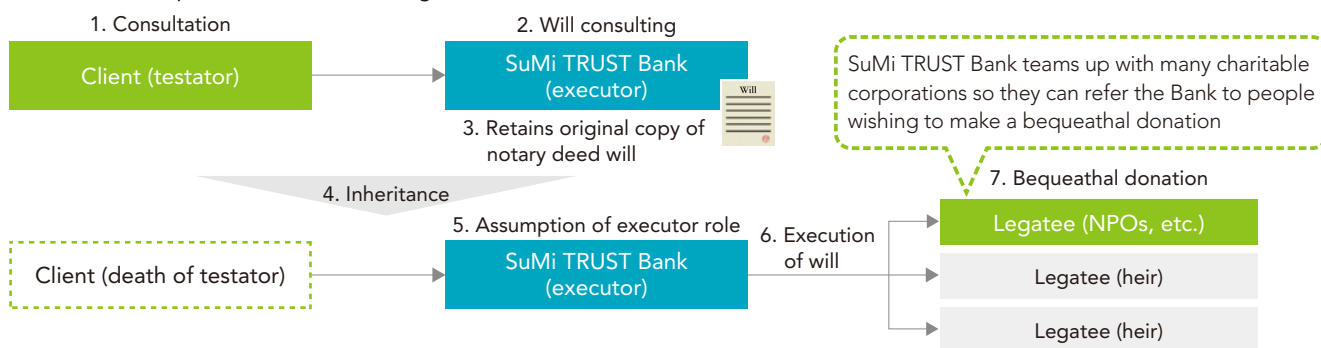 1. Consultation
2. Will consulting
Client (testator)
SuMi TRUST Bank
(executor)
Will
3. Retains original copy of
notary deed will
SuMi TRUST Bank teams up with many charitable
corporations so they can refer the Bank to people
wishing to make a bequeathal donation
4. Inheritance
5. Assumption of executor role
6. Execution
of will
7. Bequeathal donation
Client (death of testator)
SuMi TRUST Bank
(executor)
Legatee (NPOs, etc.)
Legatee (heir)
Legatee (heir)